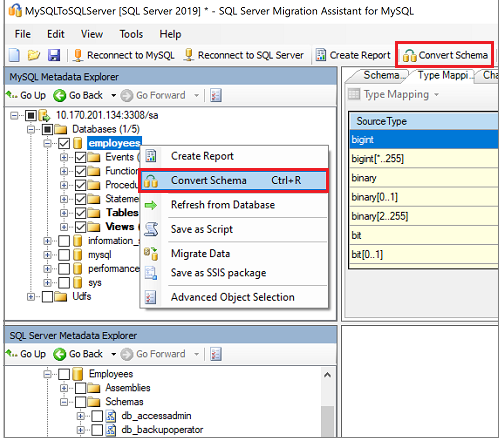 MySQLToSQLServer [SQL Server 2019] * - SQL Server Migration Assistant for MySQL
File Edit View Tools Help
Reconnect to MySQL Reconnect to SQL Server Create Report Convert Schema
MySQL Metadata Explorer
Go Up Go Back Go Forward
10.170.201.134:3308/sa
Databases (1/5)
employees
Events (
Function
Procedu
Stateme
Tables
Views (
information_s
mysql
performance
sys
Udfs
Create Report
Convert Schema Ctrl+R
Refresh from Database
Save as Script
Migrate Data
Save as SSIS package
Advanced Object Selection
Schema... Type Mappi... Cha
Type Mapping
SourceType
bigint
bigint[*..255]
binary
binary[0..1]
binary[2..255]
bit
bit[0..1]
SQL Server Metadata Explorer
Go Up Go Back Go Forward
Employees
Assemblies
Schemas
db_accessadmin
db_backupoperator